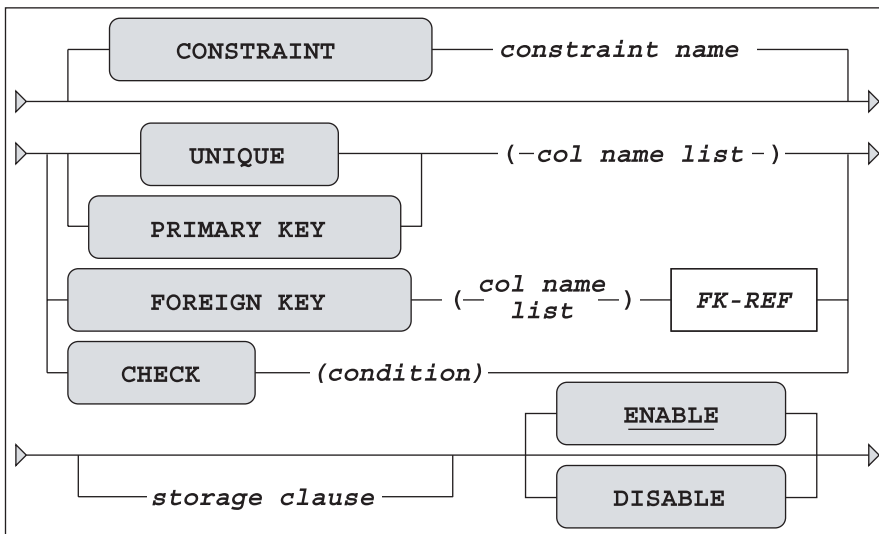 CONSTRAINT constraint name
UNIQUE ( col name list )
PRIMARY KEY
FOREIGN KEY ( col name list ) FK-REF
CHECK (condition)
ENABLE
storage clause
DISABLE